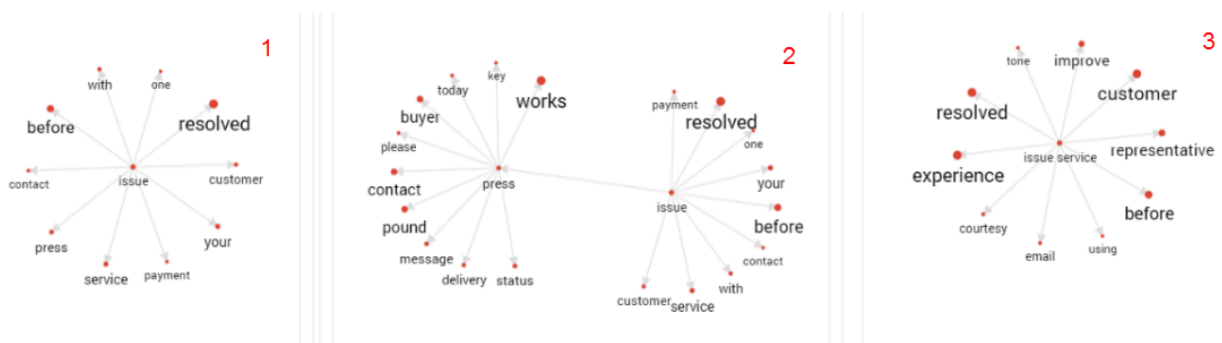 1
with
one
before
resolved
issue
contact
customer
press
your
service
payment
2
key
today
works
buyer
please
press
contact
pound
message
delivery
status
payment
resolved
one
your
issue
before
contact
with
customer
service
3
tone
improve
customer
resolved
representative
issue service
experience
before
courtesy
using
email